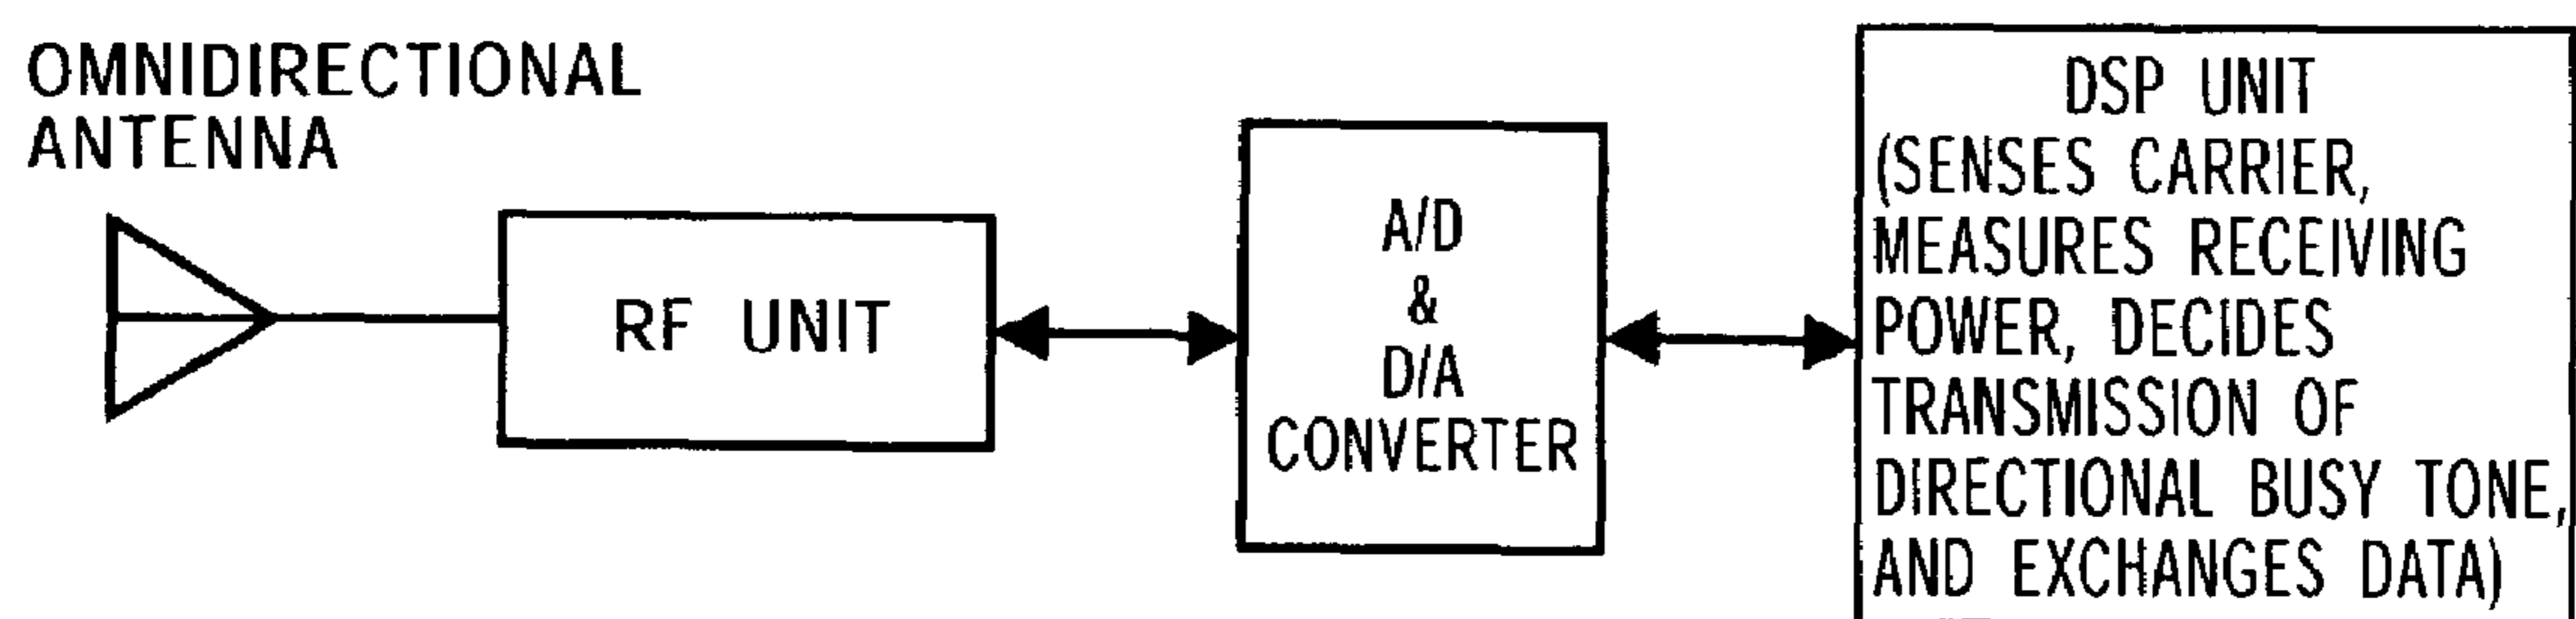 OMNIDIRECTIONAL
ANTENNA
RF UNIT
A/D
&
D/A
CONVERTER
DSP UNIT
(SENSES CARRIER,
MEASURES RECEIVING
POWER, DECIDES
TRANSMISSION OF
DIRECTIONAL BUSY TONE,
AND EXCHANGES DATA)